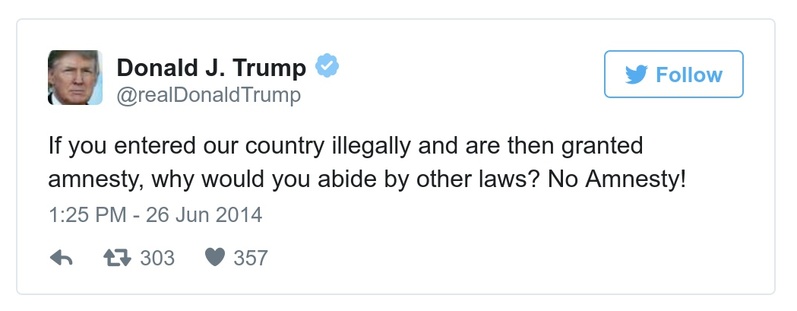 Donald J. Trump
@realDonaldTrump
Follow
If you entered our country illegally and are then granted
amnesty, why would you abide by other laws? No Amnesty!
1:25 PM - 26 Jun 2014
303 357